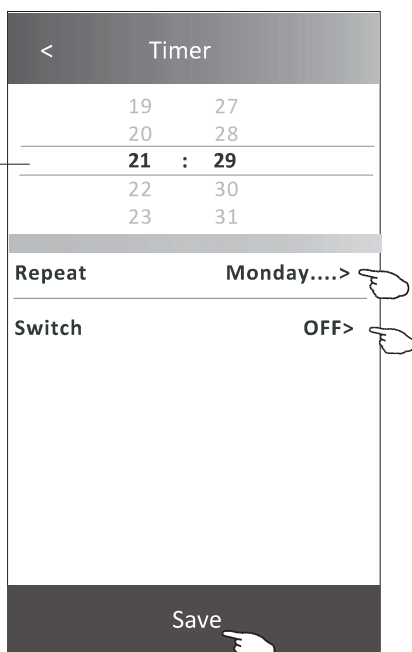 < Timer
19 27
20 28
21 : 29
22 30
23 31
Repeat Monday....>
Switch OFF>
Save